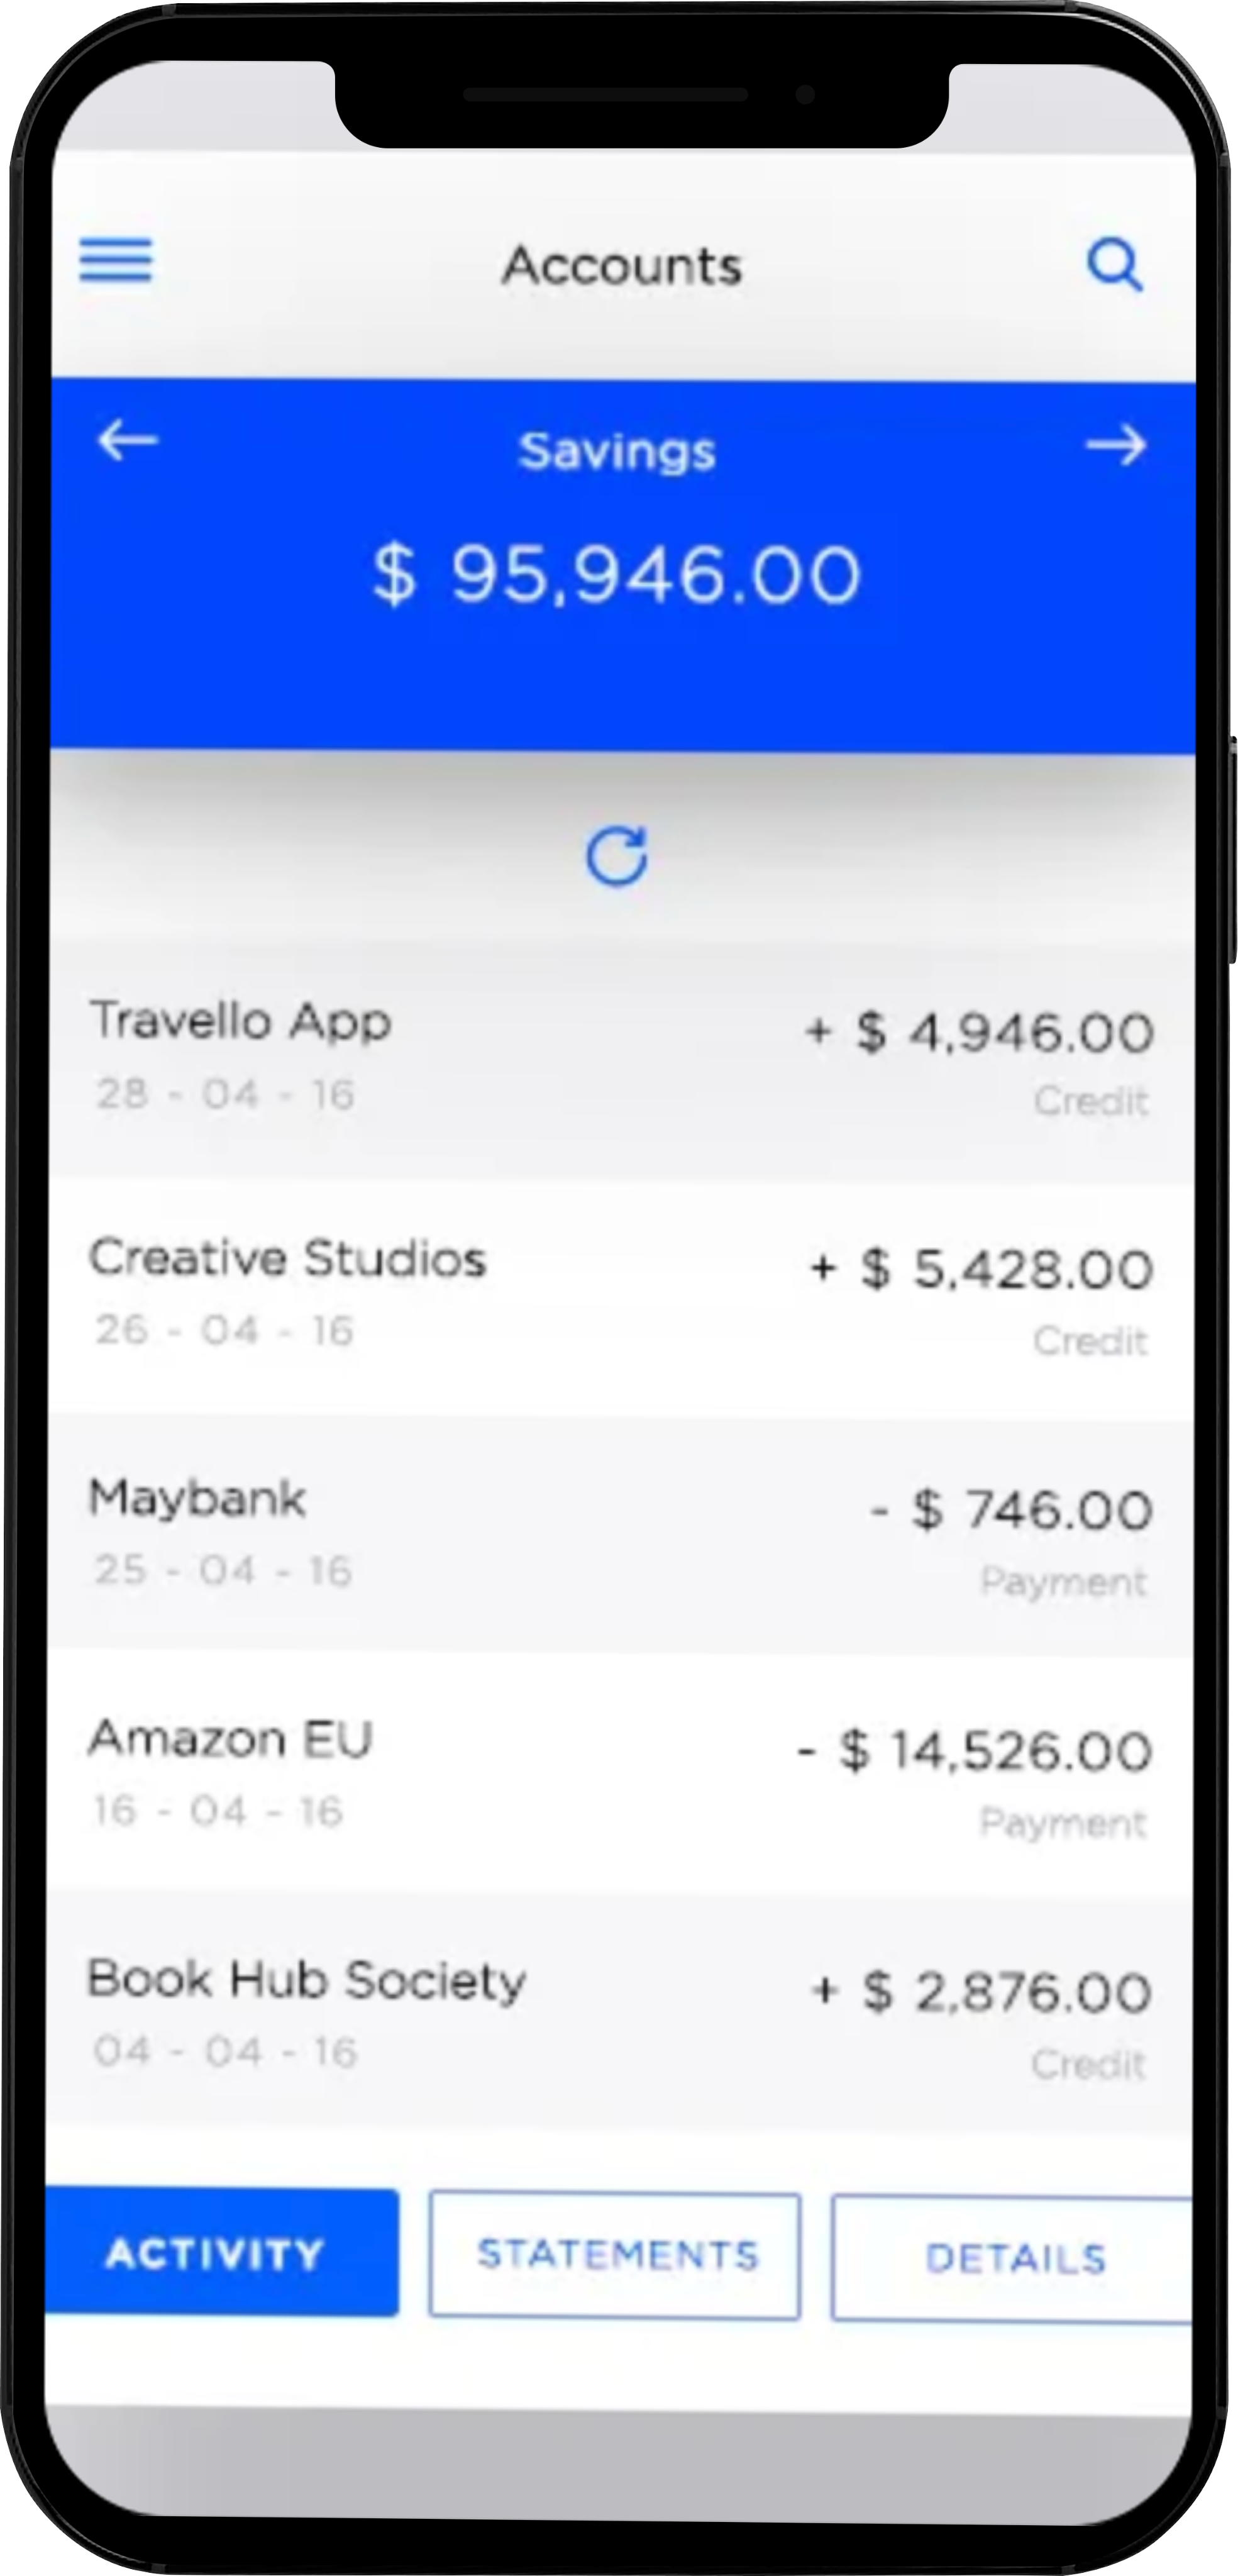 Accounts
Savings
$ 95,946.00
Travello App
+ $ 4,946.00
28 - 04 - 16
Credit
Creative Studios
+ $ 5,428.00
26 - 04 - 16
Credit
Maybank
- $ 746.00
25 - 04 - 16
Payment
Amazon EU
- $ 14,526.00
16 - 04 - 16
Payment
Book Hub Society
+ $ 2,876.00
04 - 04 - 16
Credit
ACTIVITY
STATEMENTS
DETAILS